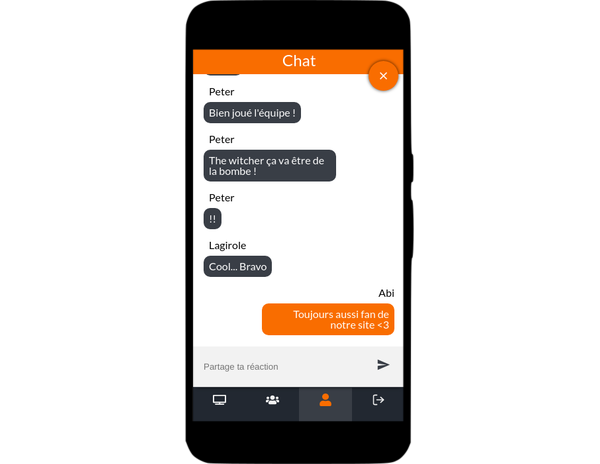 Chat
Peter
Bien joué l'équipe !
Peter
The witcher ça va être de
la bombe !
Peter
!!
Lagirole
Cool... Bravo
Abi
Toujours aussi fan de
notre site <3
Partage ta réaction